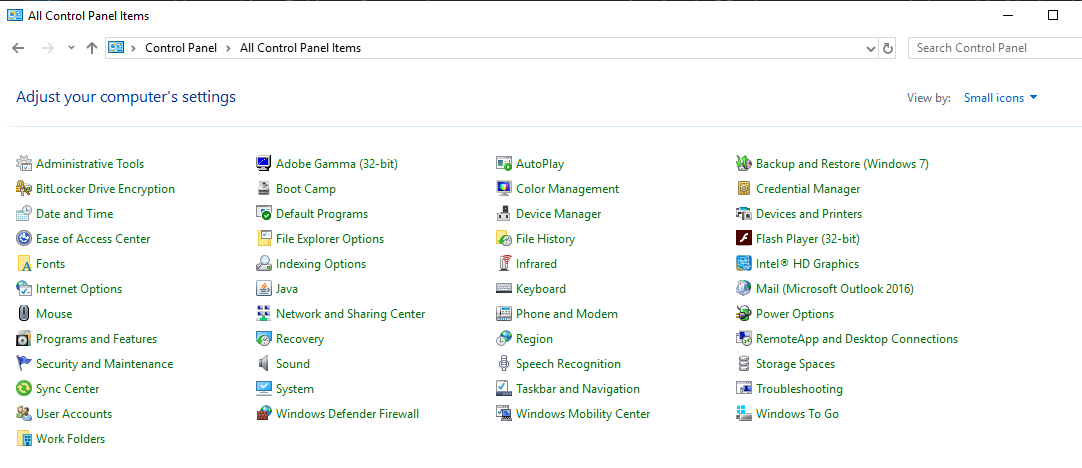 All Control Panel Items
Control Panel > All Control Panel Items Search Control Panel
Adjust your computer's settings View by: Small icons
Administrative Tools Adobe Gamma (32-bit) AutoPlay Backup and Restore (Windows 7)
BitLocker Drive Encryption Boot Camp Color Management Credential Manager
Date and Time Default Programs Device Manager Devices and Printers
Ease of Access Center File Explorer Options File History Flash Player (32-bit)
Fonts Indexing Options Infrared Intel® HD Graphics
Internet Options Java Keyboard Mail (Microsoft Outlook 2016)
Mouse Network and Sharing Center Phone and Modem Power Options
Programs and Features Recovery Region RemoteApp and Desktop Connections
Security and Maintenance Sound Speech Recognition Storage Spaces
Sync Center System Taskbar and Navigation Troubleshooting
User Accounts Windows Defender Firewall Windows Mobility Center Windows To Go
Work Folders